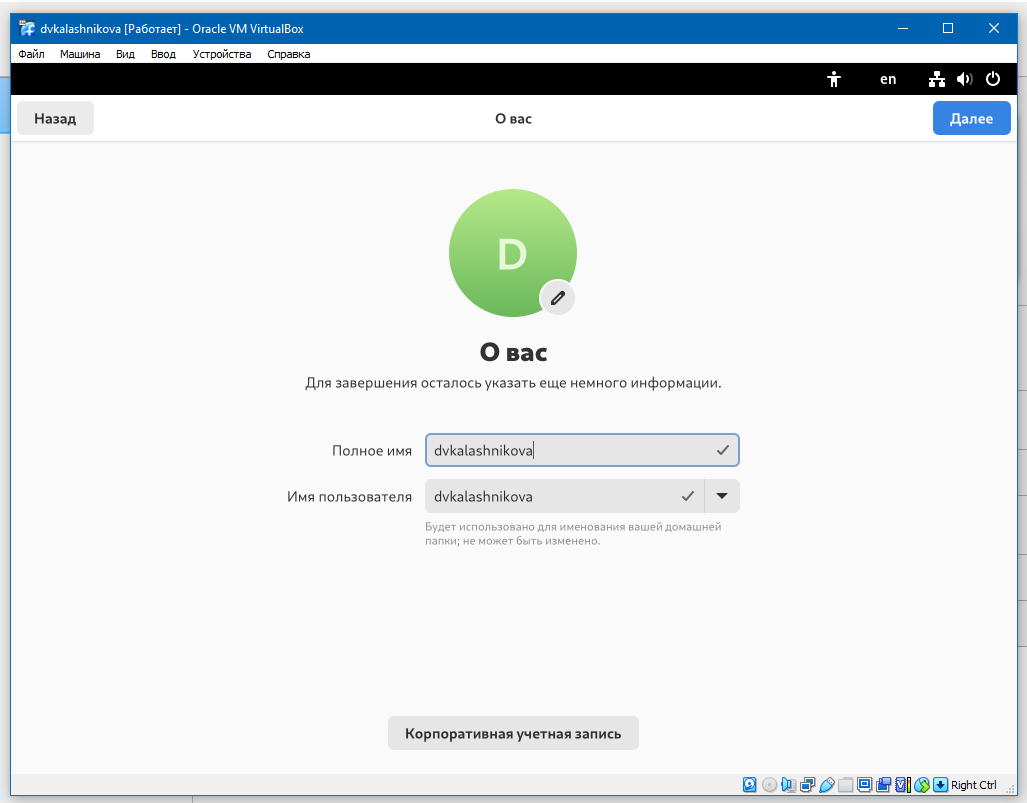 dvkalashnikova [Работает] - Oracle VM VirtualBox
Файл Машина Вид Ввод Устройства Справка
en
Назад О вас Далее
D
О вас
Для завершения осталось указать еще немного информации.
Полное имя dvkalashnikova
Имя пользователя dvkalashnikova
Будет использовано для именования вашей домашней
папки; не может быть изменено.
Корпоративная учетная запись
Right Ctrl